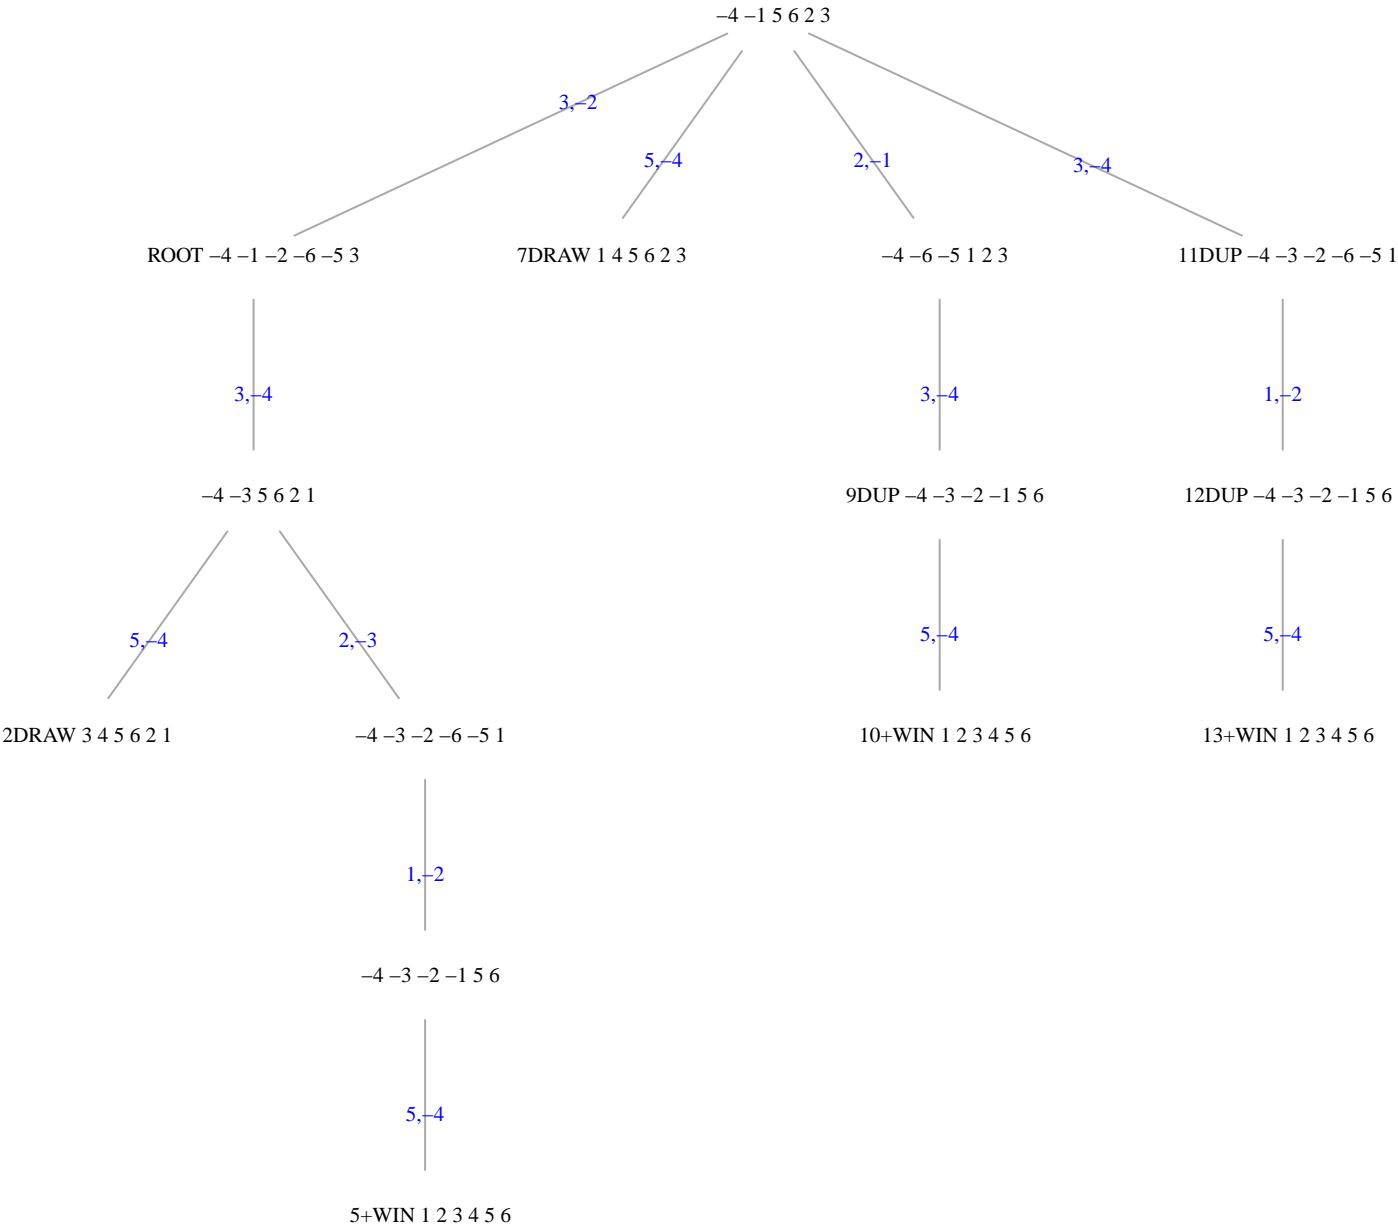 –4 –1 5 6 2 3
3,–2
5,–4
2,–1
3,–4
ROOT –4 –1 –2 –6 –5 3
7DRAW 1 4 5 6 2 3
–4 –6 –5 1 2 3
11DUP –4 –3 –2 –6 –5 1
3,–4
3,–4
1,–2
–4 –3 5 6 2 1
9DUP –4 –3 –2 –1 5 6
12DUP –4 –3 –2 –1 5 6
5,–4
2,–3
5,–4
5,–4
2DRAW 3 4 5 6 2 1
–4 –3 –2 –6 –5 1
10+WIN 1 2 3 4 5 6
13+WIN 1 2 3 4 5 6
1,–2
–4 –3 –2 –1 5 6
5,–4
5+WIN 1 2 3 4 5 6